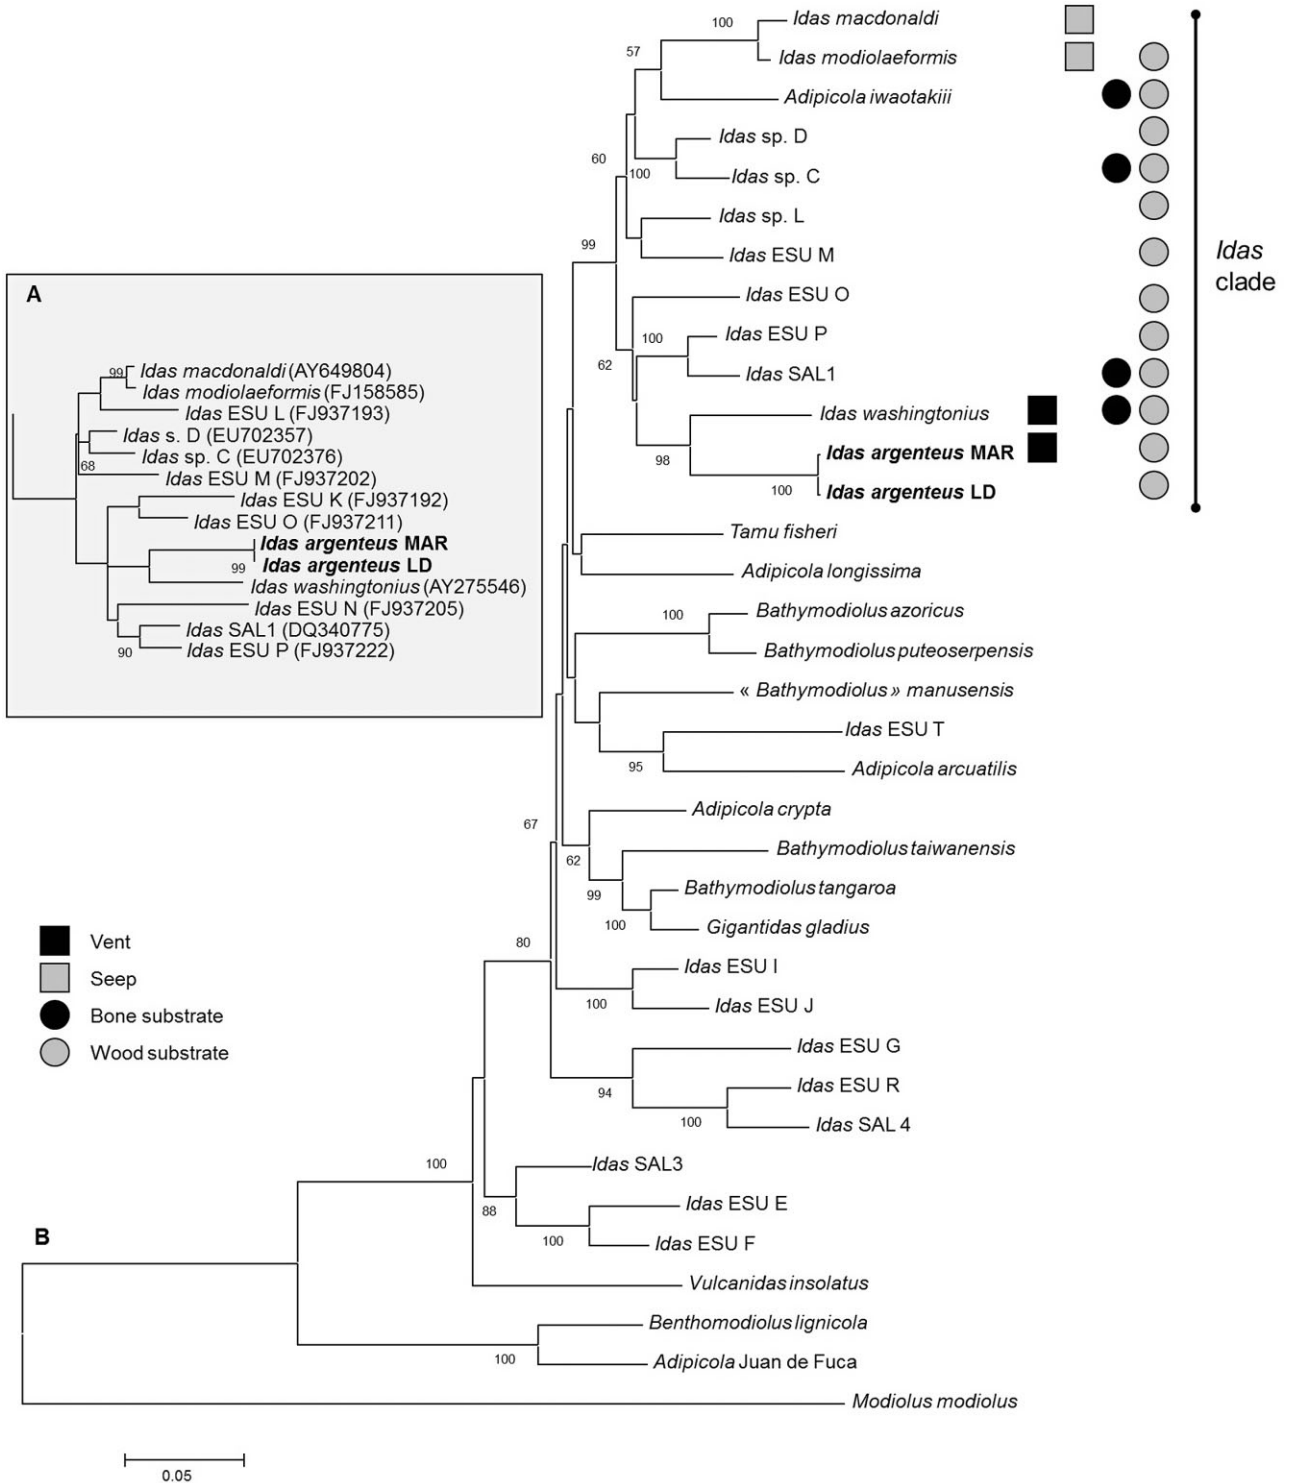 100
Idas macdonaldi
Idas modiolaeformis
57
Adipicola iwaotakiii
Idas sp. D
60
100
Idas sp. C
Idas sp. L
99
Idas ESU M
Idas
clade
Idas ESU O
100
Idas ESU P
62
Idas SAL1
Idas washingtonius
98
Idas argenteus MAR
100
Idas argenteus LD
A
99
Idas macdonaldi (AY649804)
Idas modiolaeformis (FJ158585)
Idas ESU L (FJ937193)
Idas s. D (EU702357)
Idas sp. C (EU702376)
68
Idas ESU M (FJ937202)
Idas ESU K (FJ937192)
Idas ESU O (FJ937211)
Idas argenteus MAR
99
Idas argenteus LD
Idas washingtonius (AY275546)
Idas ESU N (FJ937205)
Idas SAL1 (DQ340775)
90
Idas ESU P (FJ937222)
Tamu fisheri
Adipicola longissima
100
Bathymodiolus azoricus
Bathymodiolus puteoserpensis
« Bathymodiolus » manusensis
Idas ESU T
95
Adipicola arcuatilis
67
Adipicola crypta
62
Bathymodiolus taiwanensis
99
Bathymodiolus tangaroa
100
Gigantidas gladius
80
Idas ESU I
100
Idas ESU J
Idas ESU G
94
Idas ESU R
100
Idas SAL 4
Vent
Seep
Bone substrate
Wood substrate
100
Idas SAL3
88
Idas ESU E
100
Idas ESU F
B
Vulcanidas insolatus
Benthomodiolus lignicola
100
Adipicola Juan de Fuca
Modiolus modiolus
0.05